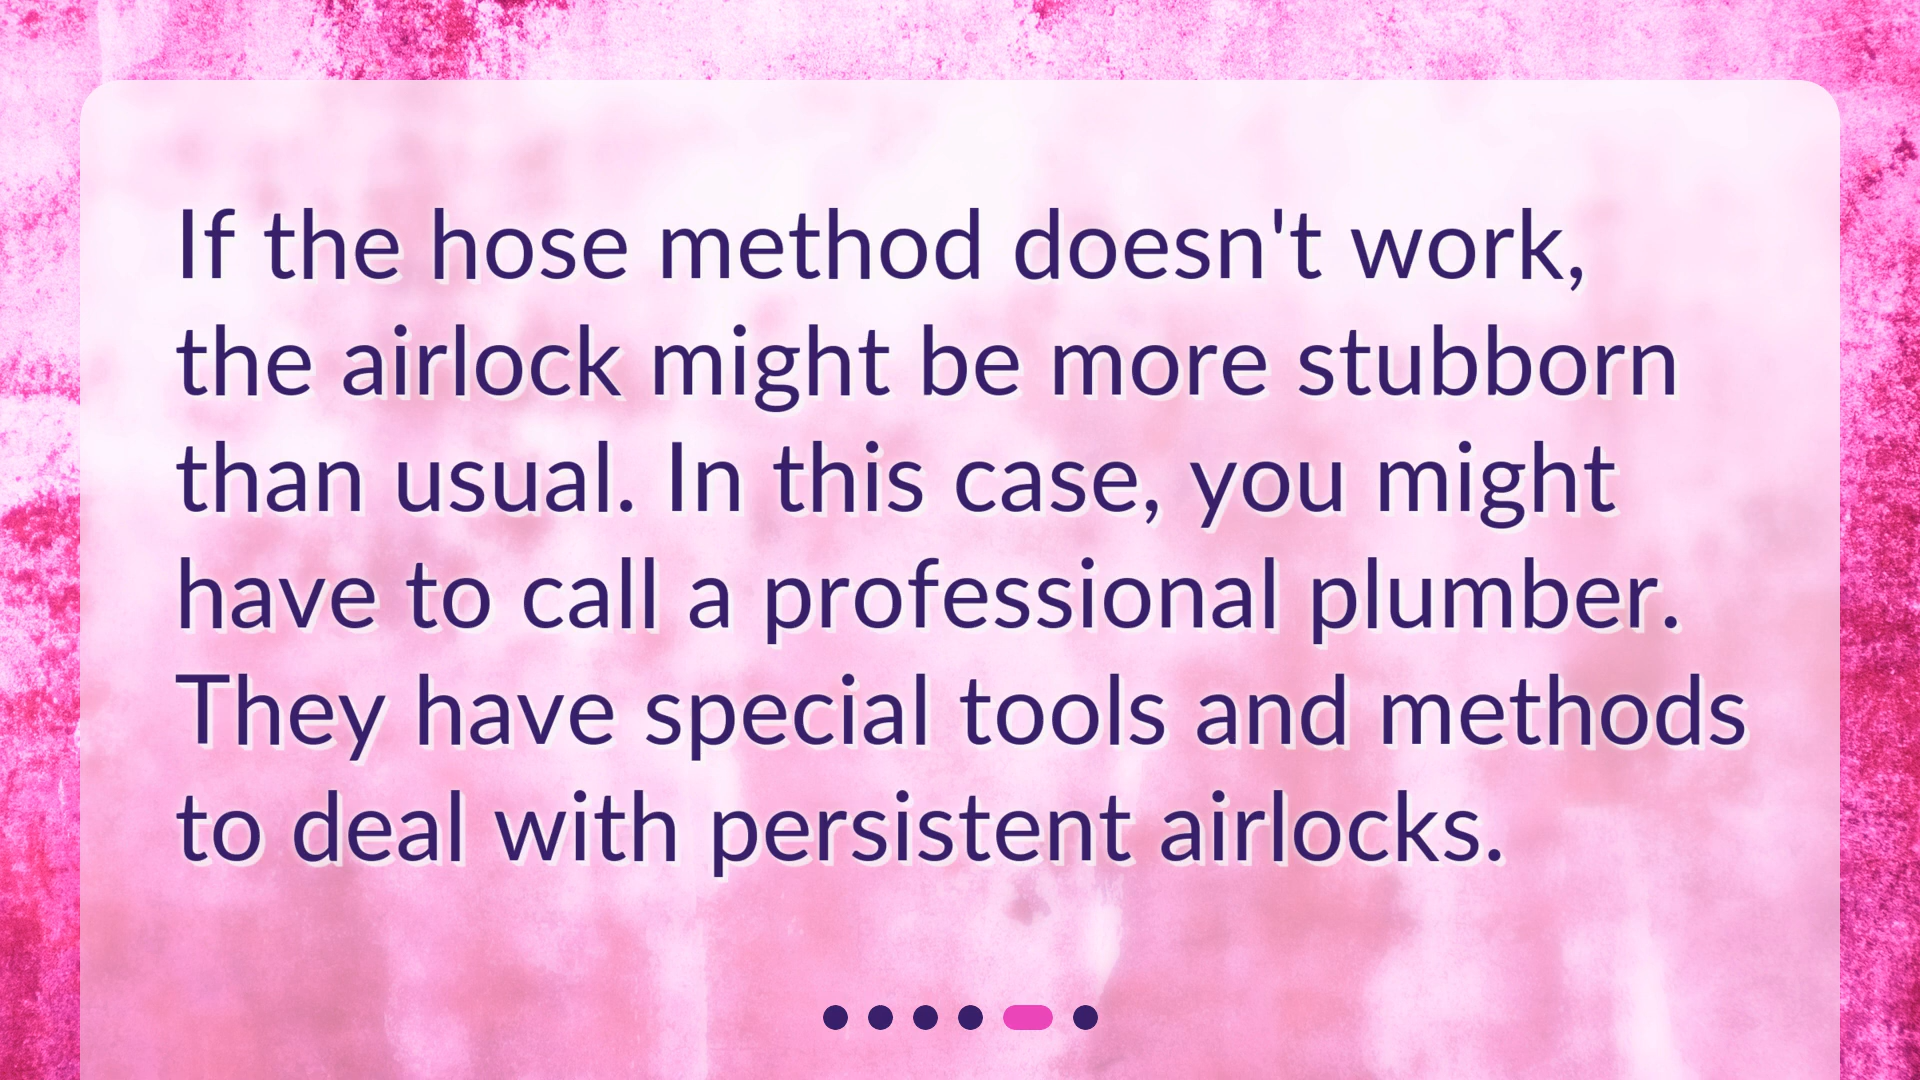 If the hose method doesn't work,
the airlock might be more stubborn
than usual. In this case, you might
have to call a professional plumber.
They have special tools and methods
to deal with persistent airlocks.